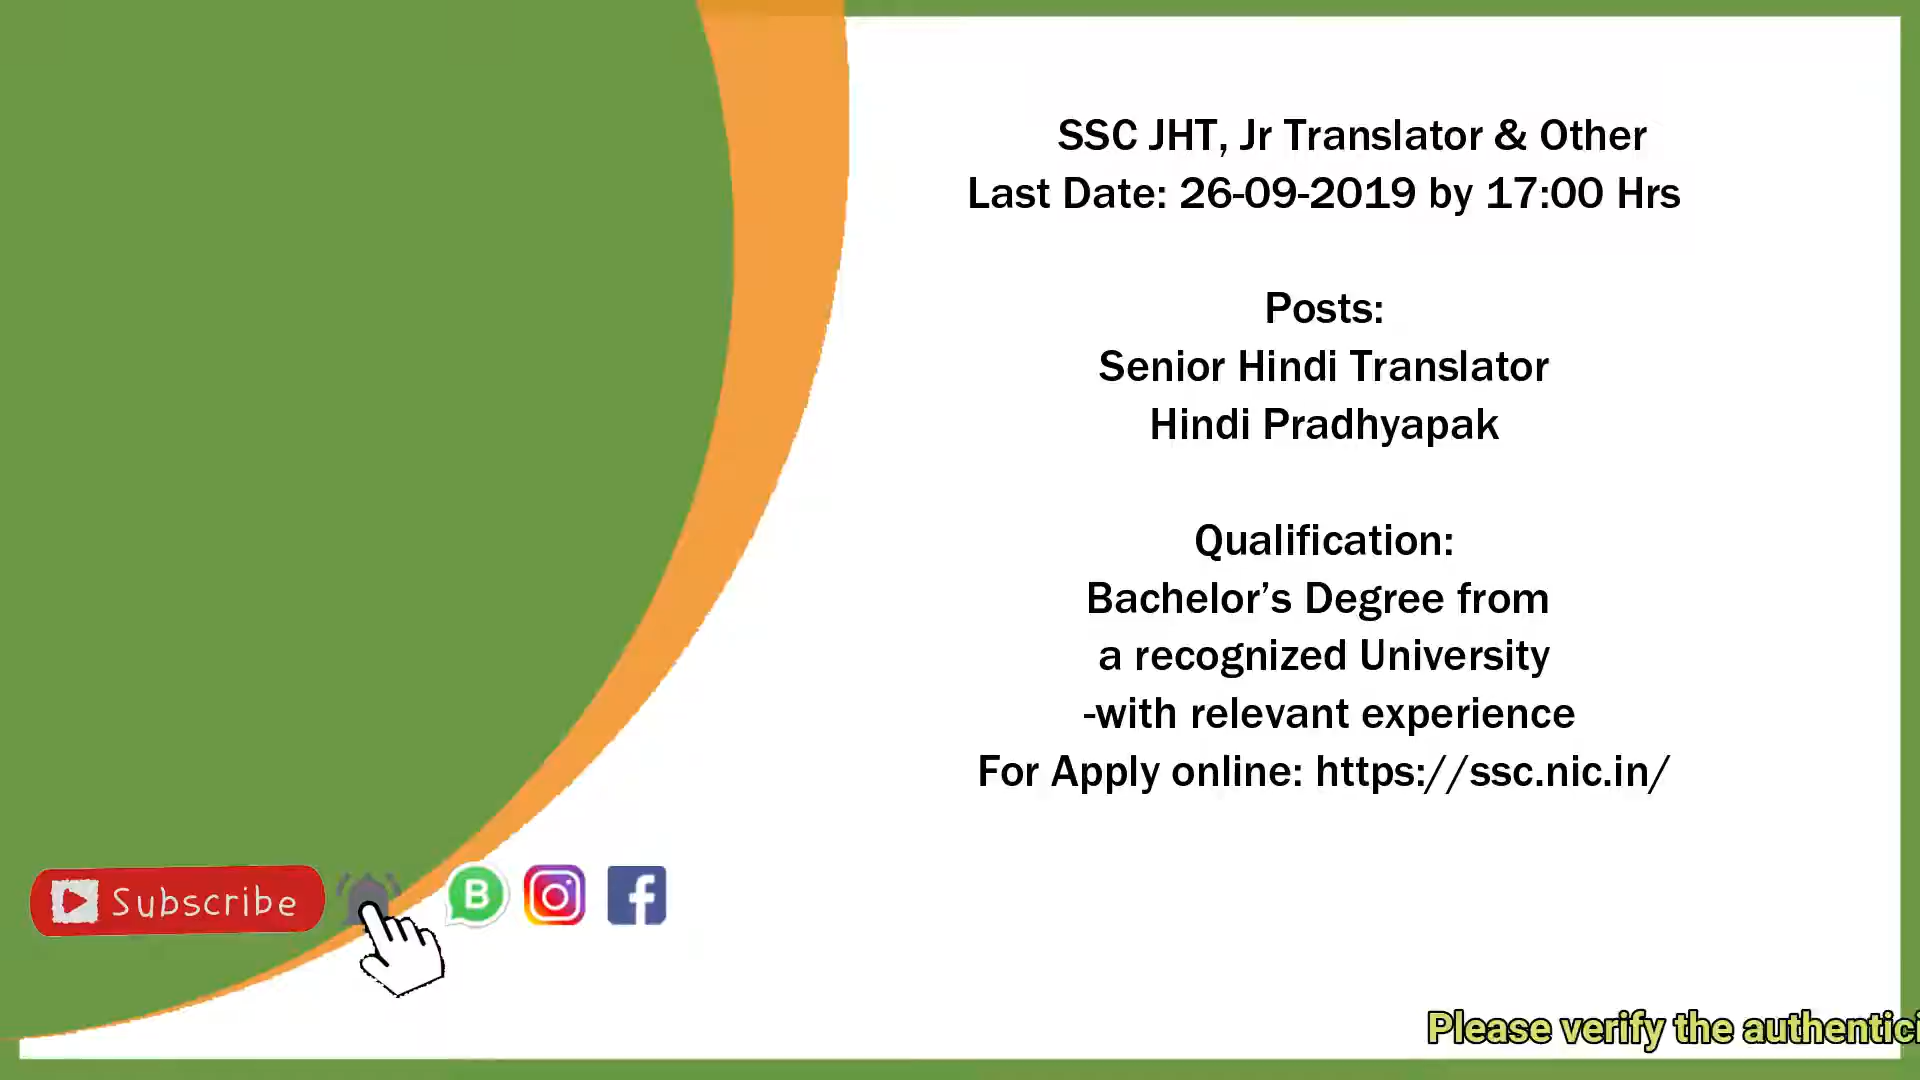 SSC JHT, Jr Translator & Other
Last Date: 26-09-2019 by 17:00 Hrs
Posts:
Senior Hindi Translator
Hindi Pradhyapak
Qualification:
Bachelor’s Degree from
a recognized University
-with relevant experience
For Apply online: https://ssc.nic.in/
Subscribe
B
Please verify the